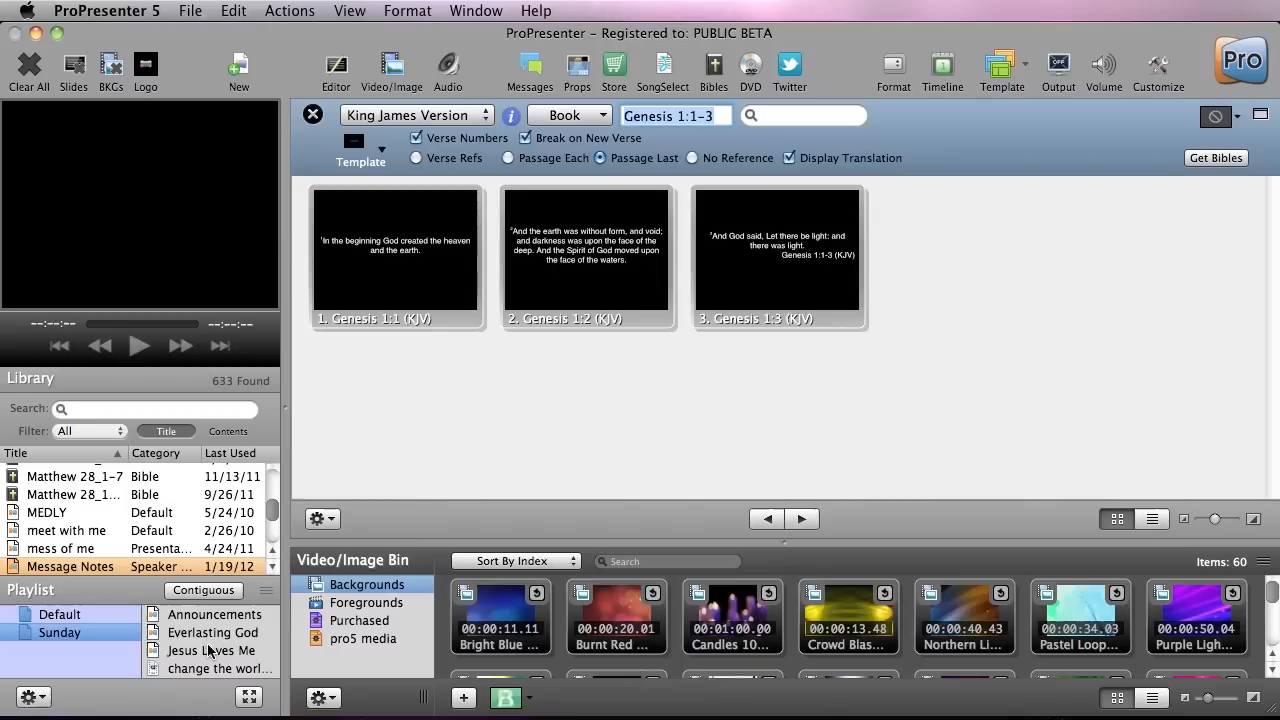 ProPresenter 5 File Edit Actions View Format Window Help
ProPresenter – Registered to: PUBLIC BETA
Clear All Slides BKGs Logo New Editor Video/Image Audio Messages Props Store SongSelect Bibles DVD Twitter Format Timeline Template Output Volume Customize
Pro
King James Version Book Genesis 1:1–3
Verse Numbers Break on New Verse
Template Verse Refs Passage Each Passage Last No Reference Display Translation Get Bibles
1In the beginning God created the heaven
and the earth.
1. Genesis 1:1 (KJV)
2And the earth was without form, and void;
and darkness was upon the face of the
deep. And the Spirit of God moved upon
the face of the waters.
2. Genesis 1:2 (KJV)
3And God said, Let there be light: and
there was light.
Genesis 1:1-3 (KJV)
3. Genesis 1:3 (KJV)
--:--:-- --:--:--
Library 633 Found
Search:
Filter: All Title Contents
Title Category Last Used
Matthew 28_1–7 Bible 11/13/11
Matthew 28_1... Bible 9/26/11
MEDLY Default 5/24/10
meet with me Default 2/26/10
mess of me Presenta... 4/24/11
Message Notes Speaker ... 1/19/12
Playlist Contiguous
Default
Sunday
Announcements
Everlasting God
Jesus Loves Me
change the worl...
Video/Image Bin Sort By Index Search Items: 60
Backgrounds
Foregrounds
Purchased
pro5 media
00:00:11.11 00:00:20.01 00:01:00.00 00:00:13.48 00:00:40.43 00:00:34.03 00:00:50.04
Bright Blue ... Burnt Red ... Candles 10... Crowd Blas... Northern Li... Pastel Loop... Purple Ligh...
B